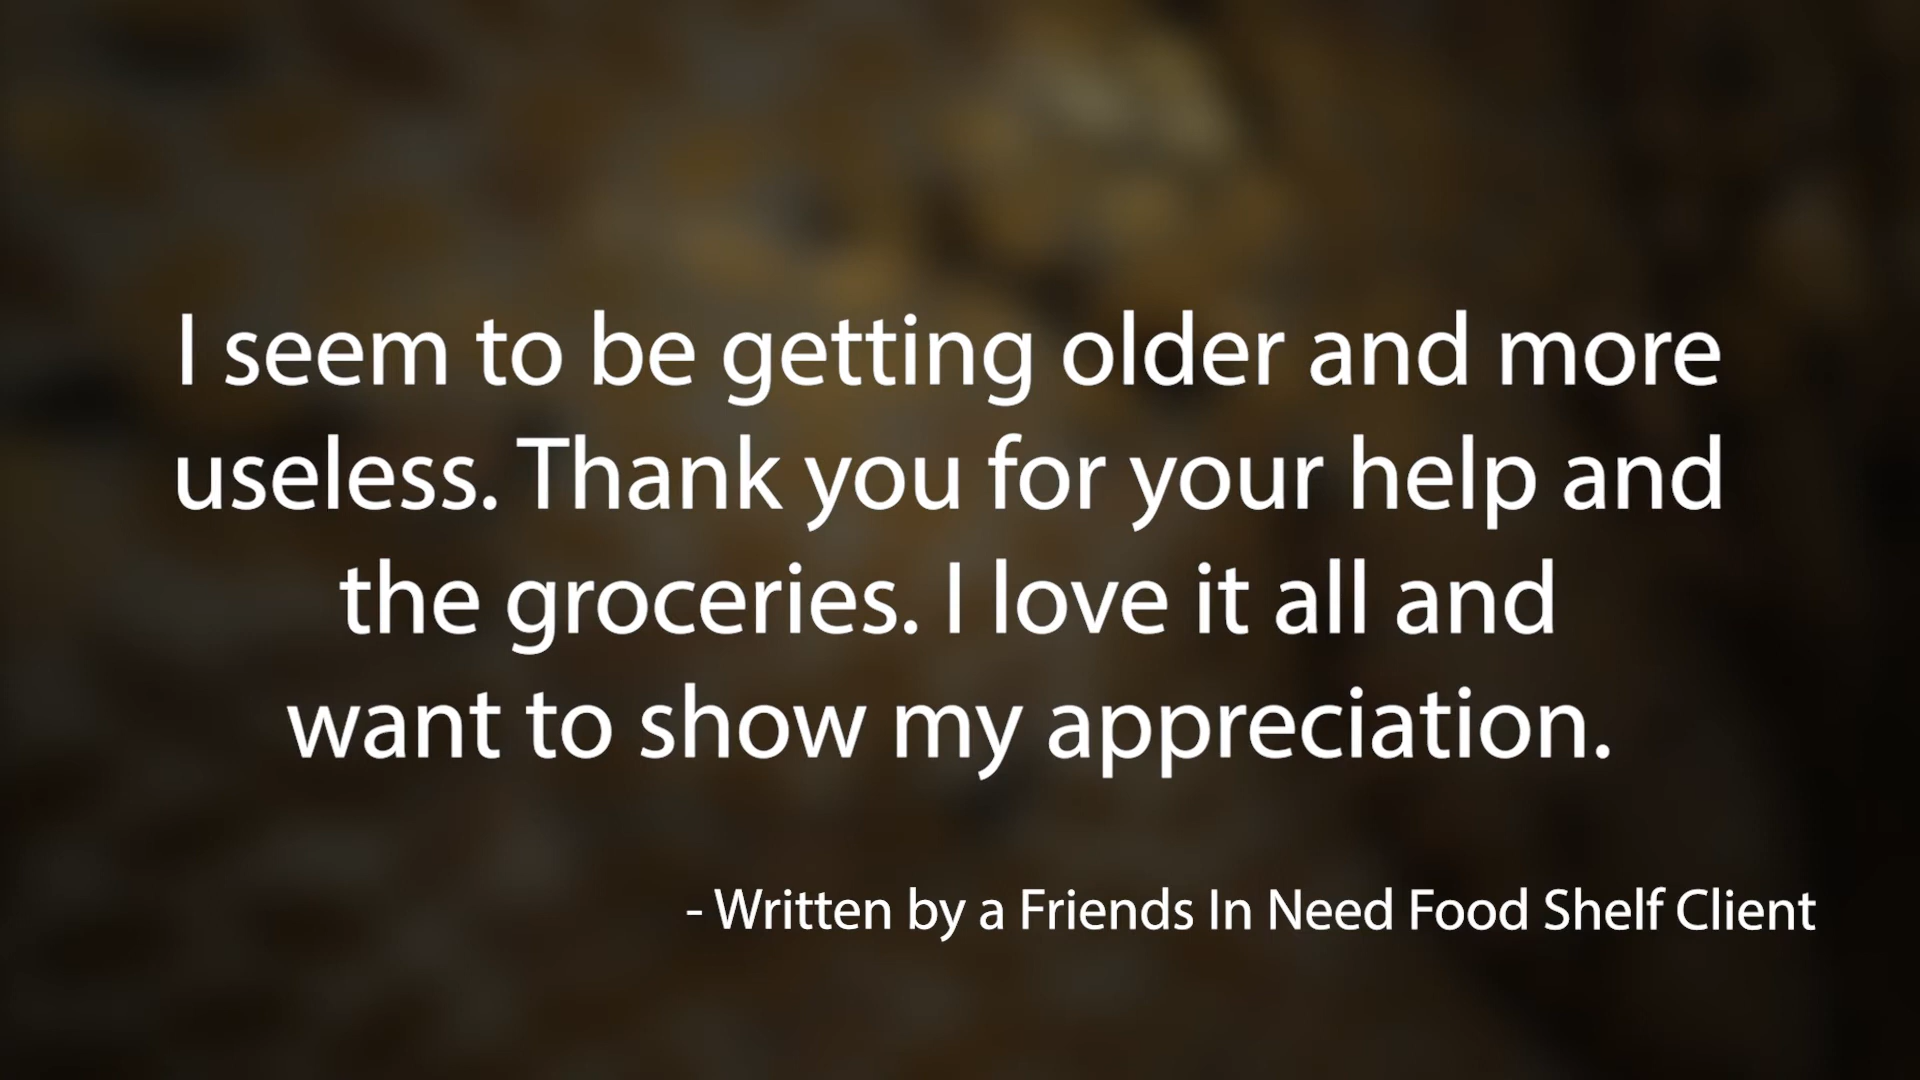 I seem to be getting older and more
useless. Thank you for your help and
the groceries. I love it all and
want to show my appreciation.
- Written by a Friends In Need Food Shelf Client